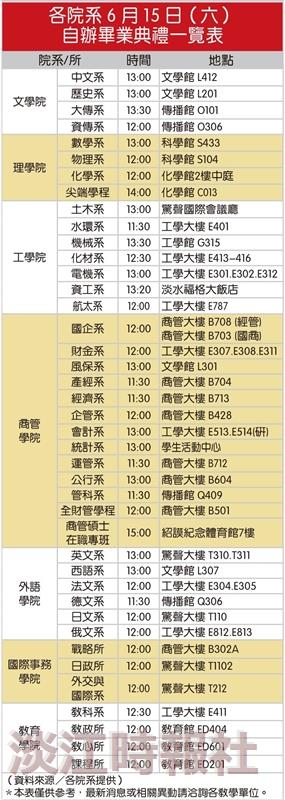 各院系6月15日（六）
自辦畢業典禮一覽表
院系/所 時間 地點
文學院
中文系 13:00 文學館 L412
歷史系 13:00 文學館 L201
大傳系 13:00 傳播館 O101
資傳系 12:00 傳播館 O306
理學院
數學系 13:00 科學館 S433
物理系 12:00 科學館 S104
化學系 12:00 化學館2樓中庭
尖端學程 14:00 化學館 C013
工學院
土木系 13:00 驚聲國際會議廳
水環系 11:30 工學大樓 E401
機械系 13:30 工學館 G315
化材系 12:30 工學大樓 E413-416
電機系 13:00 工學大樓 E301.E302.E312
資工系 13:20 淡水福格大飯店
航太系 12:00 工學大樓 E787
商管
學院
國企系 12:00 商管大樓 B708 (經管)
商管大樓 B703 (國商)
財金系 12:00 工學大樓 E307.E308.E311
風保系 13:00 文學館 L301
產經系 11:30 商管大樓 B704
經濟系 11:30 商管大樓 B713
企管系 12:00 商管大樓 B428
會計系 13:00 工學大樓 E513.E514(研)
統計系 13:00 學生活動中心
運管系 11:30 商管大樓 B712
公行系 13:00 商管大樓 B604
管科系 11:30 傳播館 Q409
全財管學程 12:00 商管大樓 B501
商管碩士
在職專班 15:00 紹謨紀念體育館7樓
外語
學院
英文系 13:00 驚聲大樓 T310.T311
西語系 13:00 文學館 L307
法文系 12:00 工學大樓 E304.E305
德文系 11:30 傳播館 Q306
日文系 12:00 驚聲大樓 T110
俄文系 12:00 工學大樓 E812.E813
國際事務
學院
戰略所 12:00 商管大樓 B302A
日政所 12:00 驚聲大樓 T1102
外交與
國際系 12:00 驚聲大樓 T212
教育
學院
教科系 12:30 工學大樓 E411
教政所 12:00 教育館 ED404
教心所 12:00 教育館 ED601
課程所 12:00 教育館 ED201
淡江時報社
（資料來源／各院系提供）
＊本表僅供參考，最新消息或相關異動請洽詢各教學單位。